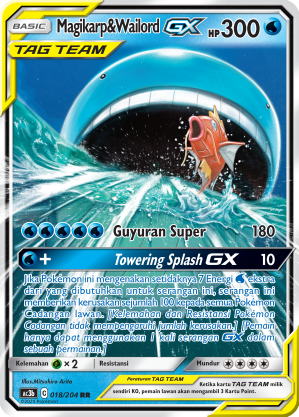 BASIC Magikarp&Wailord GX HP 300
TAG TEAM
Guyuran Super 180
+ Towering Splash GX 10
Jika Pokémon ini mengenakan setidaknya 7 Energi ekstra
dari yang dibutuhkan untuk serangan ini, serangan ini
memberikan kerusakan sejumlah 100 kepada semua Pokémon
Cadangan lawan. [Kelemahan dan Resistansi Pokémon
Cadangan tidak mempengaruhi jumlah kerusakan.] [Pemain
hanya dapat menggunakan 1 kali serangan GX dalam
sebuah permainan.]
Kelemahan × 2 Resistansi Mundur
Illus. Mitsuhiro Arita
Peraturan TAG TEAM
Ketika kartu TAG TEAM milik
sendiri KO, pemain lawan dapat mengambil 3 Kartu Point.
AC3b G 018/204 RR